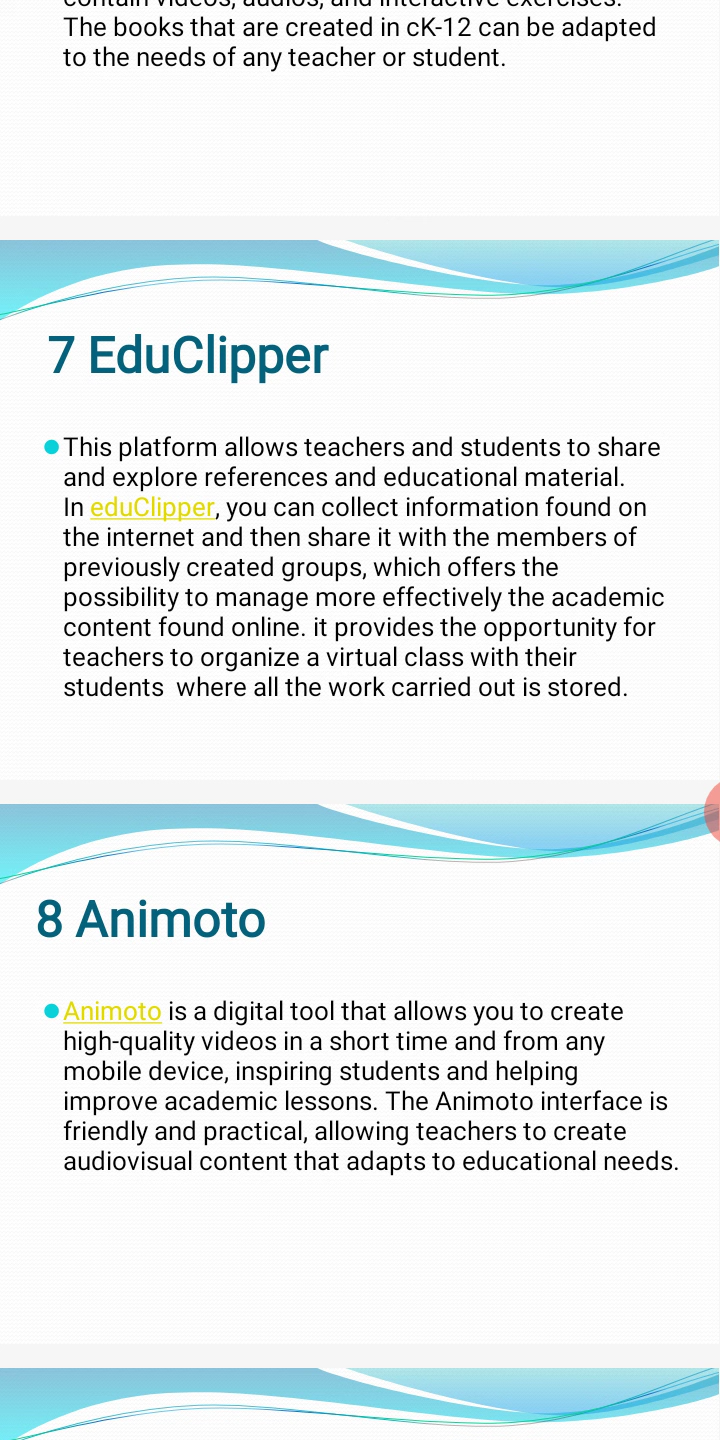 contain videos, audios, and interactive exercises.
The books that are created in cK-12 can be adapted
to the needs of any teacher or student.
7 EduClipper
This platform allows teachers and students to share
and explore references and educational material.
In eduClipper, you can collect information found on
the internet and then share it with the members of
previously created groups, which offers the
possibility to manage more effectively the academic
content found online. it provides the opportunity for
teachers to organize a virtual class with their
students  where all the work carried out is stored.
8 Animoto
Animoto is a digital tool that allows you to create
high-quality videos in a short time and from any
mobile device, inspiring students and helping
improve academic lessons. The Animoto interface is
friendly and practical, allowing teachers to create
audiovisual content that adapts to educational needs.